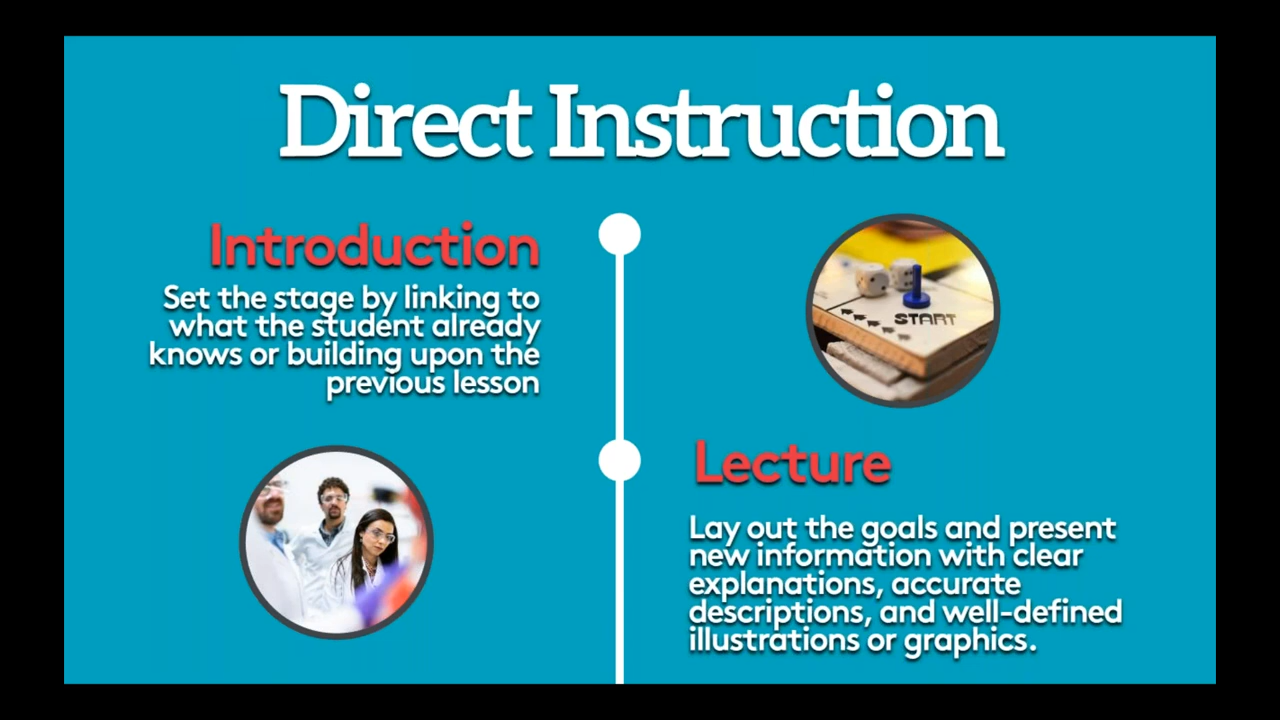 Direct Instruction
Introduction
Set the stage by linking to
what the student already
knows or building upon the
previous lesson
START
Lecture
Lay out the goals and present
new information with clear
explanations, accurate
descriptions, and well-defined
illustrations or graphics.